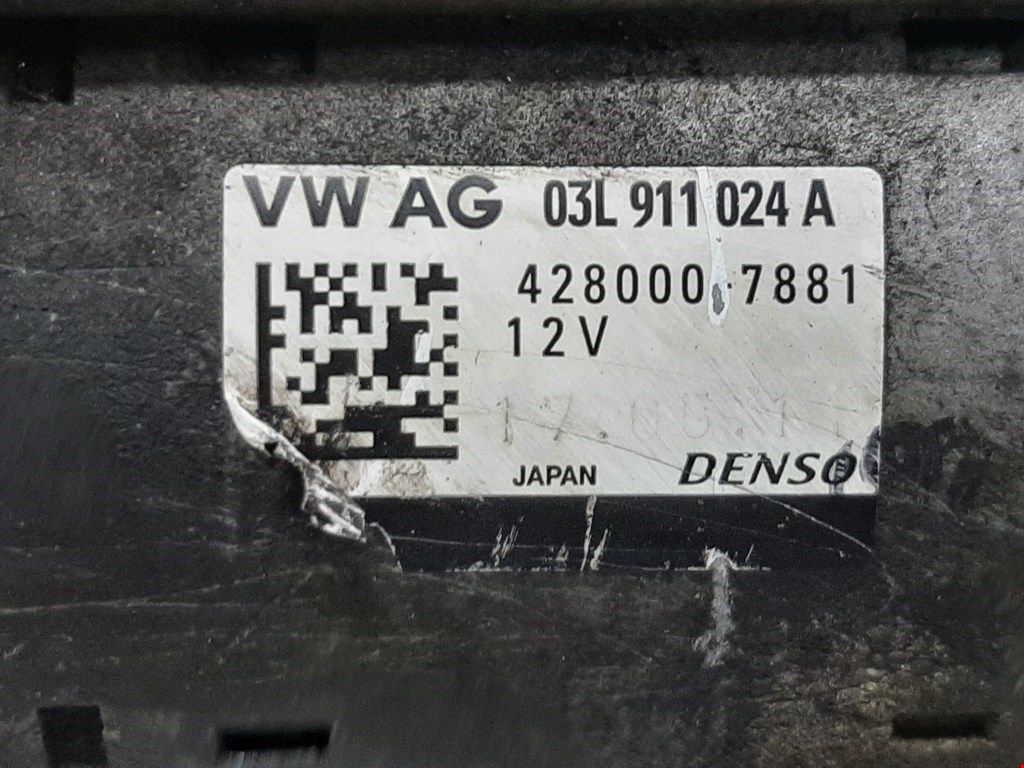 VW AG 03L 911 024 A
428000 7881
12V
JAPAN DENSO